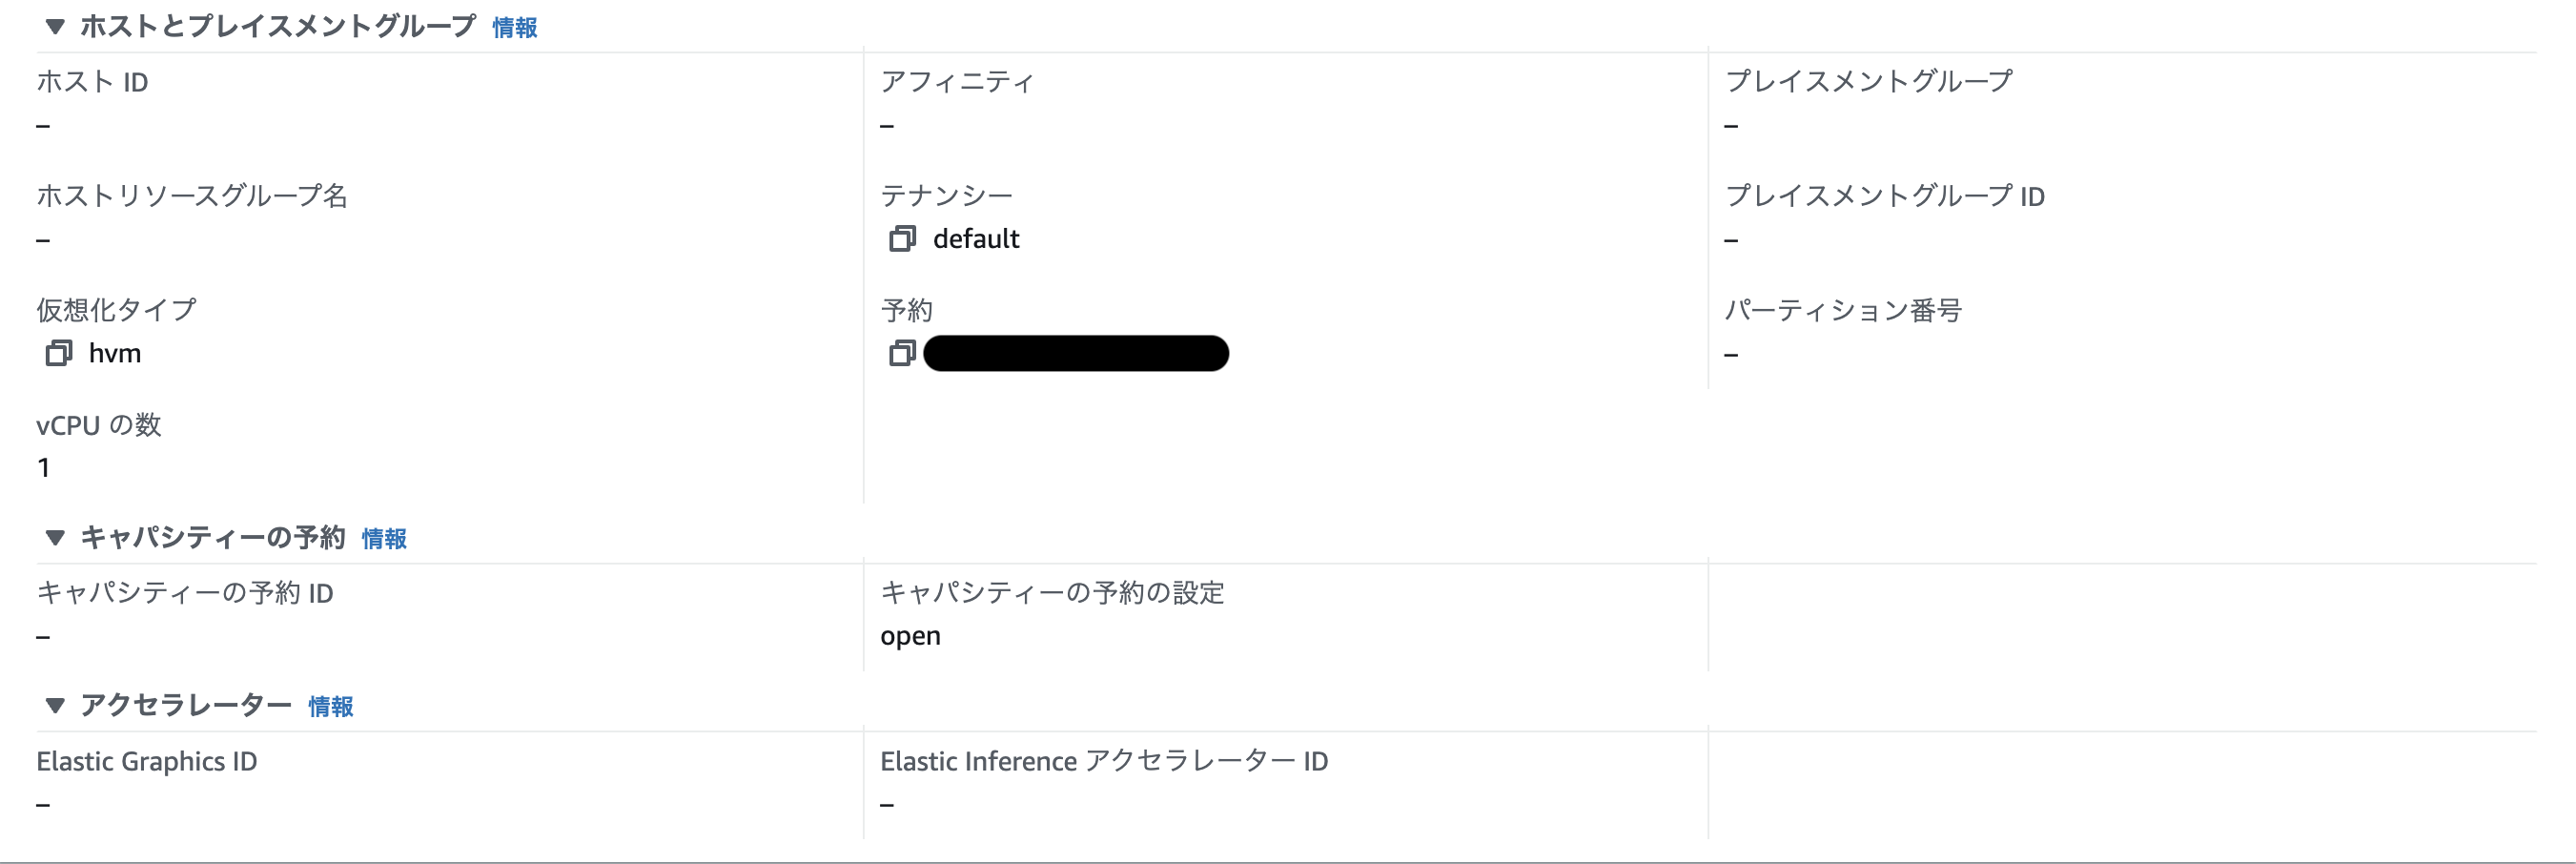 ▼ ホストとプレイスメントグループ 情報
ホスト ID
–
アフィニティ
–
プレイスメントグループ
–
ホストリソースグループ名
–
テナンシー
default
プレイスメントグループ ID
–
仮想化タイプ
hvm
予約
パーティション番号
–
vCPU の数
1
▼ キャパシティーの予約 情報
キャパシティーの予約 ID
–
キャパシティーの予約の設定
open
▼ アクセラレーター 情報
Elastic Graphics ID
–
Elastic Inference アクセラレーター ID
–